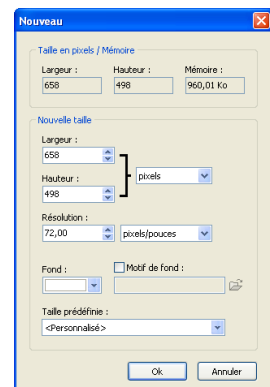 Nouveau
Taille en pixels / Mémoire
Largeur : Hauteur : Mémoire :
658 498 960,01 Ko
Nouvelle taille
Largeur :
658
pixels
Hauteur :
498
Résolution :
72,00 pixels/pouces
Fond : Motif de fond :
Taille prédéfinie :
<Personnalisé>
Ok Annuler